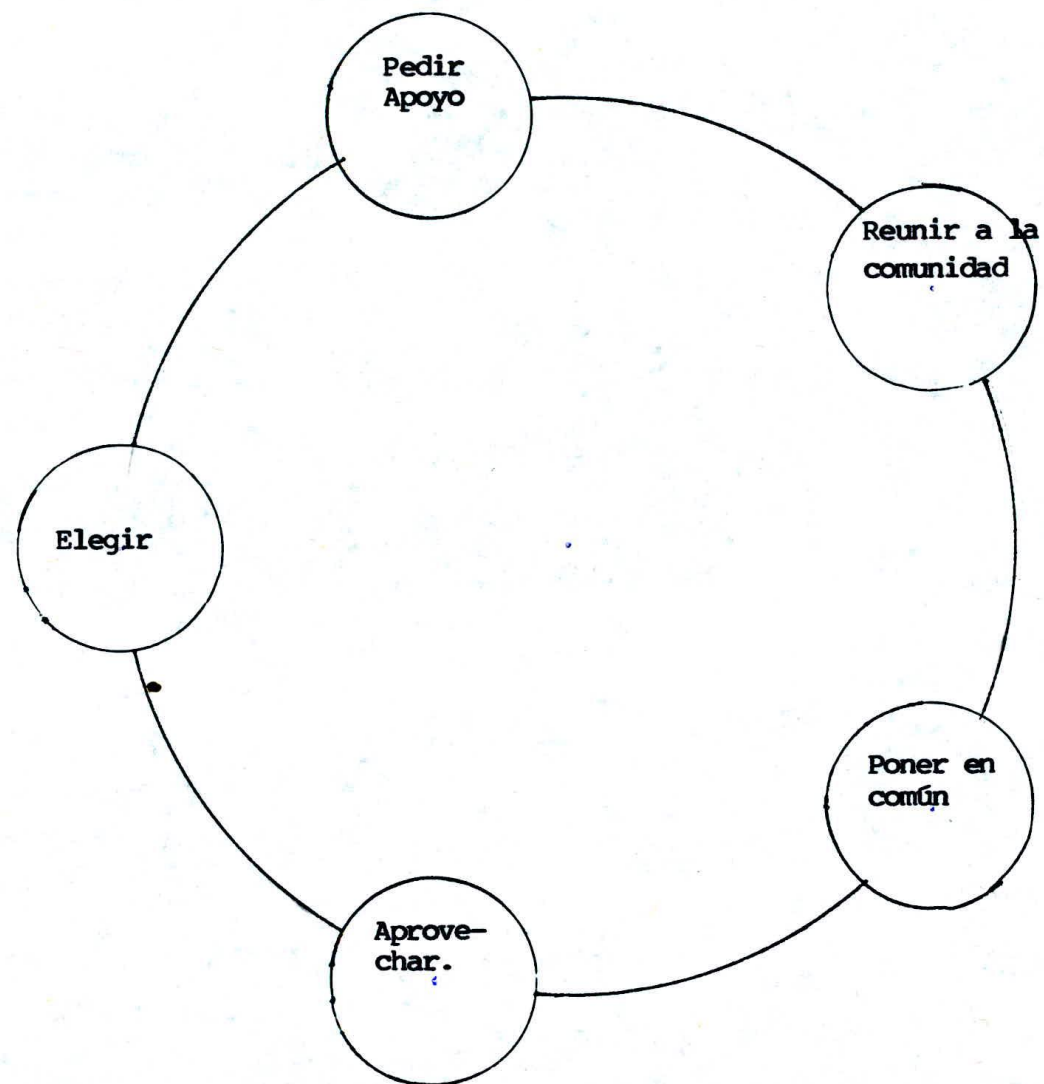 Pedir
Apoyo
Reunir a la
comunidad
Poner en
común
Aprove-
char.
Elegir